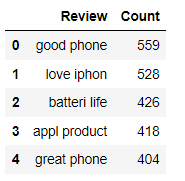 Review Count
0 good phone 559
1 love iphon 528
2 batteri life 426
3 appl product 418
4 great phone 404